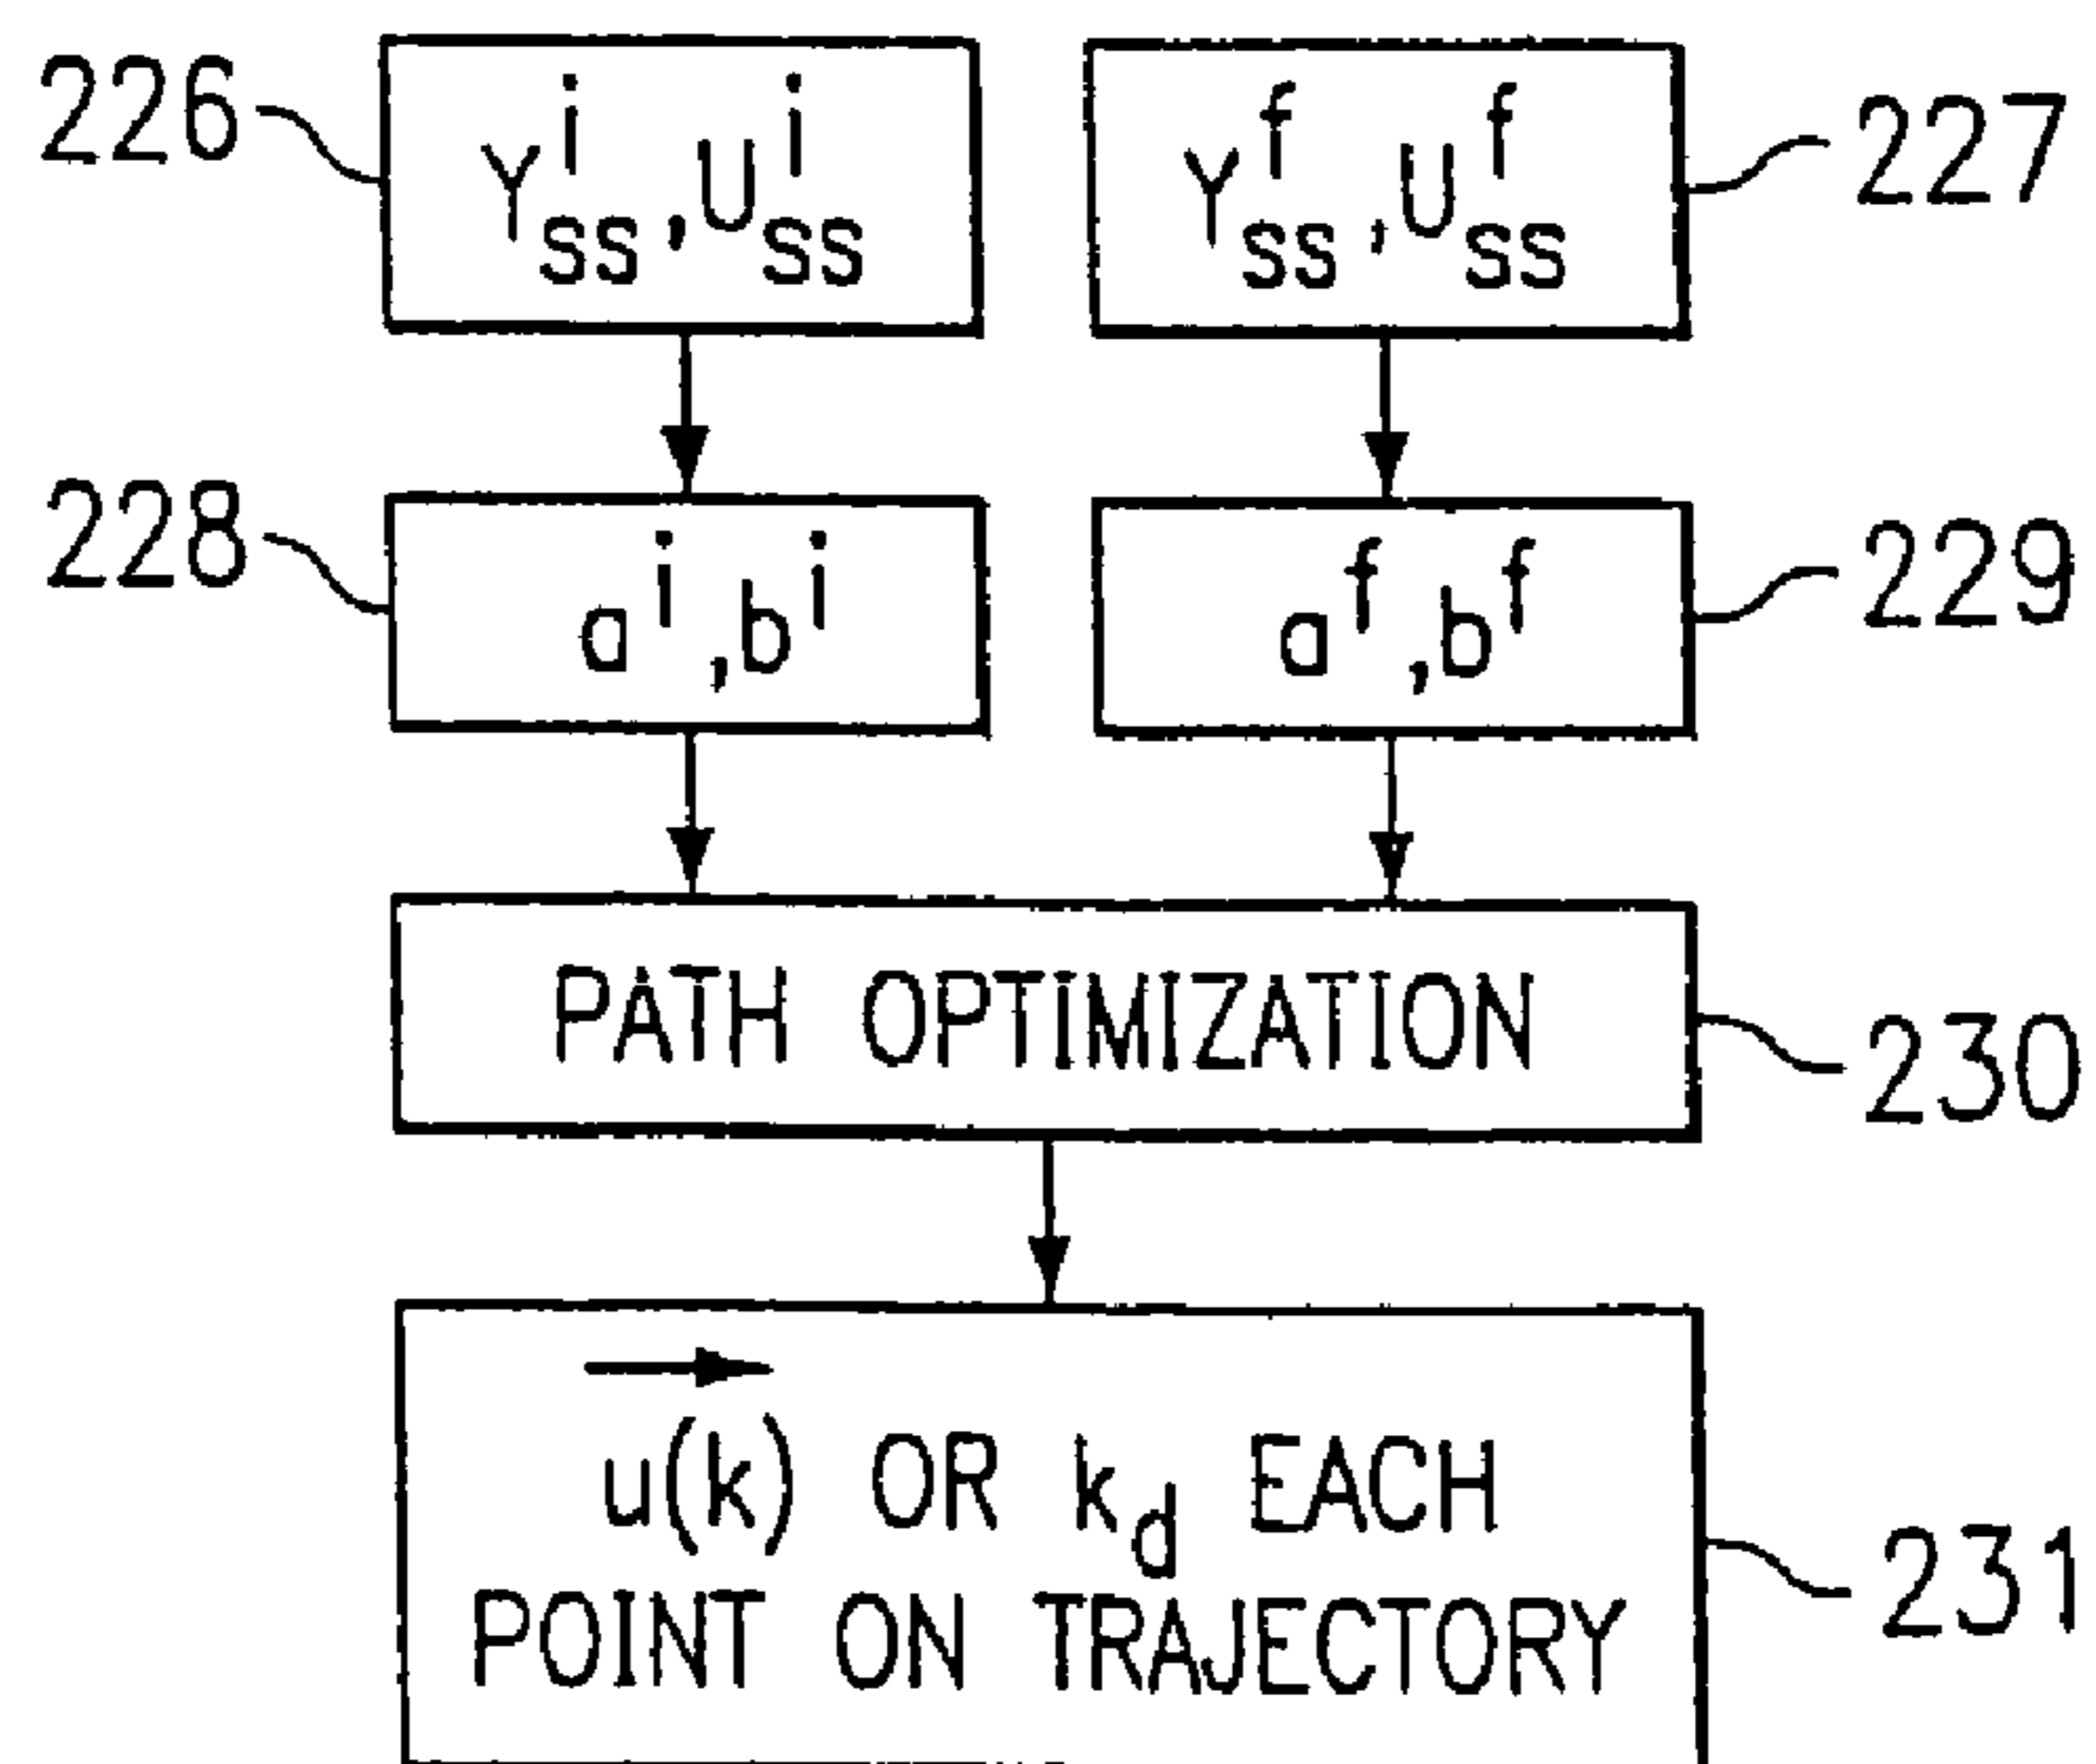 226
Y^i_ss, U^i_ss
Y^f_ss, U^f_ss
227
228
a^i, b^i
a^f, b^f
229
PATH OPTIMIZATION
230
u(k) OR k_d EACH
POINT ON TRAJECTORY
231